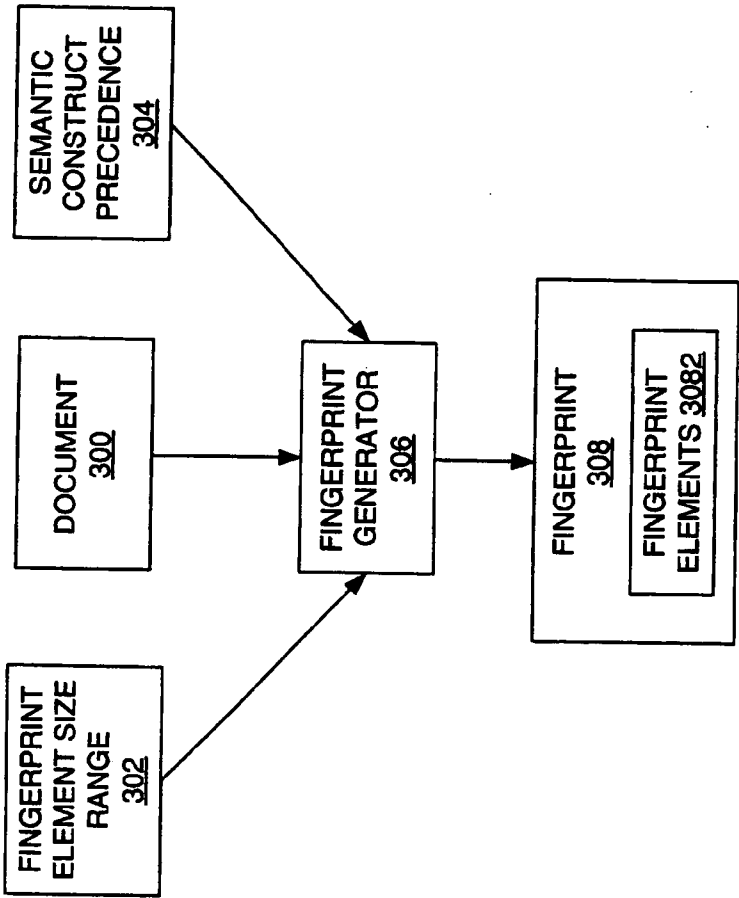 FINGERPRINT
ELEMENT SIZE
RANGE
302
DOCUMENT
300
SEMANTIC
CONSTRUCT
PRECEDENCE
304
FINGERPRINT
GENERATOR
306
FINGERPRINT
308
FINGERPRINT
ELEMENTS 3082